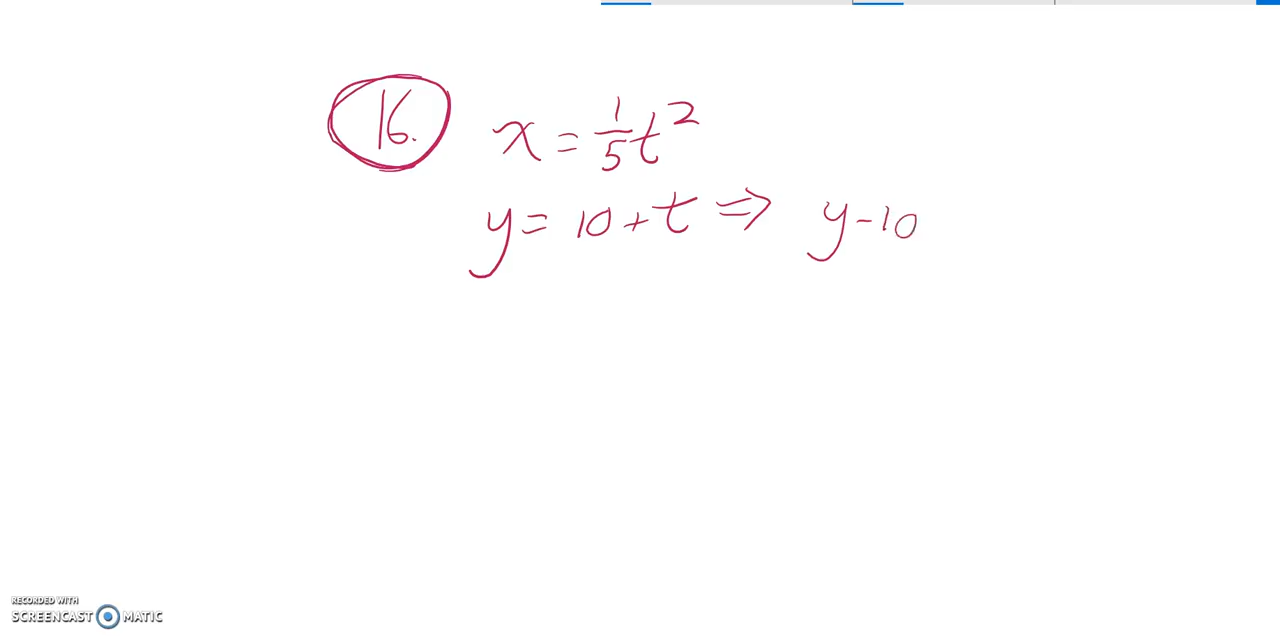 16. x = 1/5 t²
y = 10 + t ⇒ y - 10
RECORDED WITH
SCREENCAST MATIC